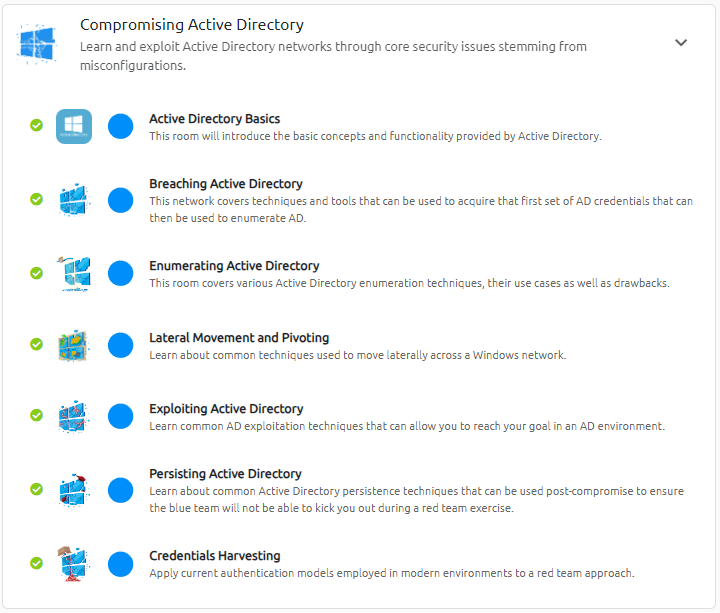 Compromising Active Directory
Learn and exploit Active Directory networks through core security issues stemming from
misconfigurations.
Active Directory Basics
This room will introduce the basic concepts and functionality provided by Active Directory.
Breaching Active Directory
This network covers techniques and tools that can be used to acquire that first set of AD credentials that can
then be used to enumerate AD.
Enumerating Active Directory
This room covers various Active Directory enumeration techniques, their use cases as well as drawbacks.
Lateral Movement and Pivoting
Learn about common techniques used to move laterally across a Windows network.
Exploiting Active Directory
Learn common AD exploitation techniques that can allow you to reach your goal in an AD environment.
Persisting Active Directory
Learn about common Active Directory persistence techniques that can be used post-compromise to ensure
the blue team will not be able to kick you out during a red team exercise.
Credentials Harvesting
Apply current authentication models employed in modern environments to a red team approach.